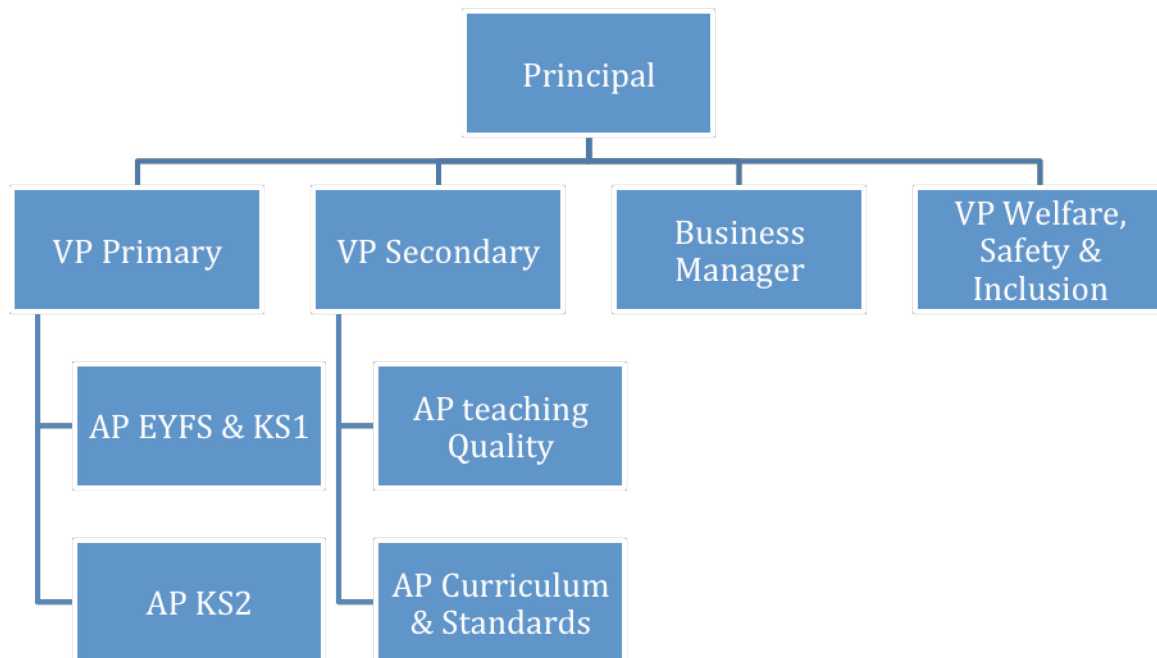 Principal
VP Primary
VP Secondary
Business
Manager
VP Welfare,
Safety &
Inclusion
AP EYFS & KS1
AP teaching
Quality
AP KS2
AP Curriculum
& Standards